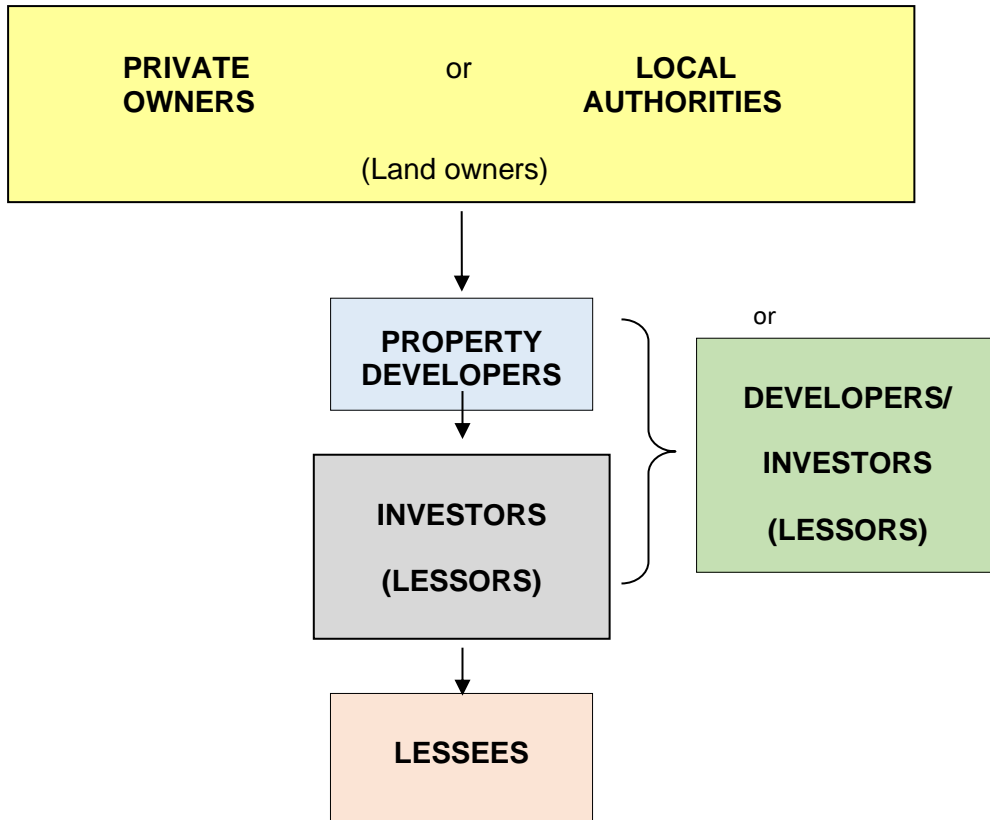 PRIVATE or LOCAL
OWNERS AUTHORITIES
(Land owners)
PROPERTY
DEVELOPERS
INVESTORS
(LESSORS)
or
DEVELOPERS/
INVESTORS
(LESSORS)
LESSEES